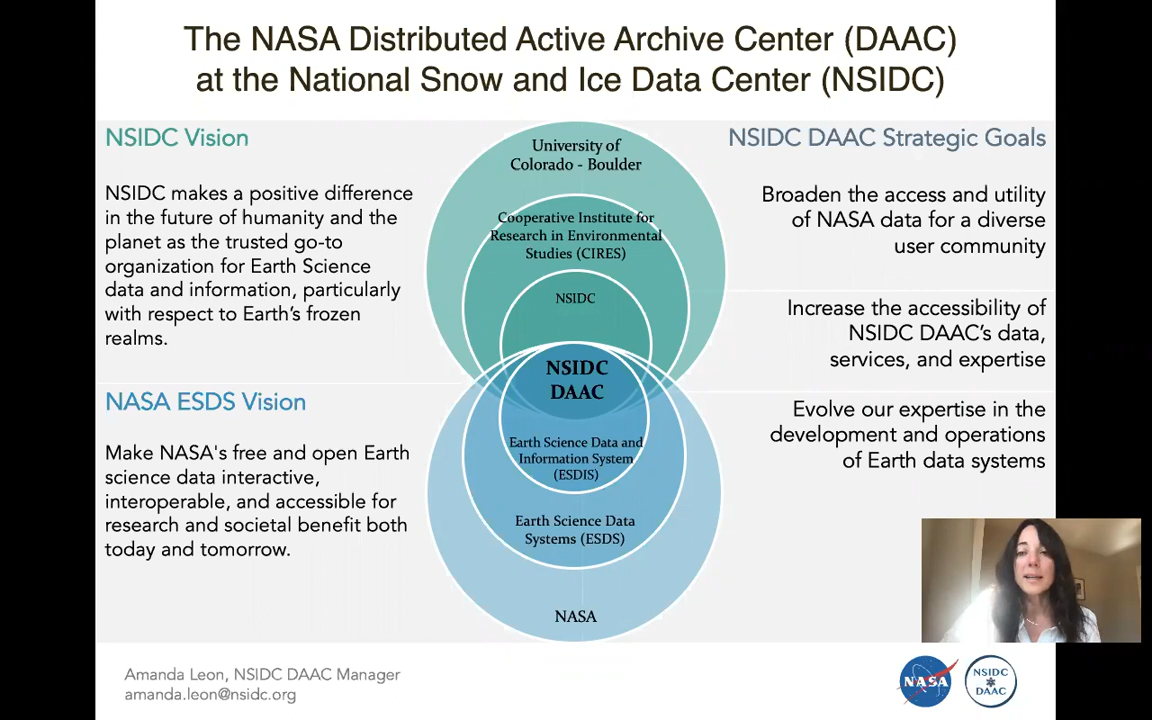 The NASA Distributed Active Archive Center (DAAC)
at the National Snow and Ice Data Center (NSIDC)
NSIDC Vision
NSIDC makes a positive difference
in the future of humanity and the
planet as the trusted go-to
organization for Earth Science
data and information, particularly
with respect to Earth's frozen
realms.
NASA ESDS Vision
Make NASA's free and open Earth
science data interactive,
interoperable, and accessible for
research and societal benefit both
today and tomorrow.
University of
Colorado - Boulder
Cooperative Institute for
Research in Environmental
Studies (CIRES)
NSIDC
NSIDC
DAAC
Earth Science Data and
Information System
(ESDIS)
Earth Science Data
Systems (ESDS)
NASA
NSIDC DAAC Strategic Goals
Broaden the access and utility
of NASA data for a diverse
user community
Increase the accessibility of
NSIDC DAAC's data,
services, and expertise
Evolve our expertise in the
development and operations
of Earth data systems
Amanda Leon, NSIDC DAAC Manager
amanda.leon@nsidc.org
NASA
NSIDC
DAAC